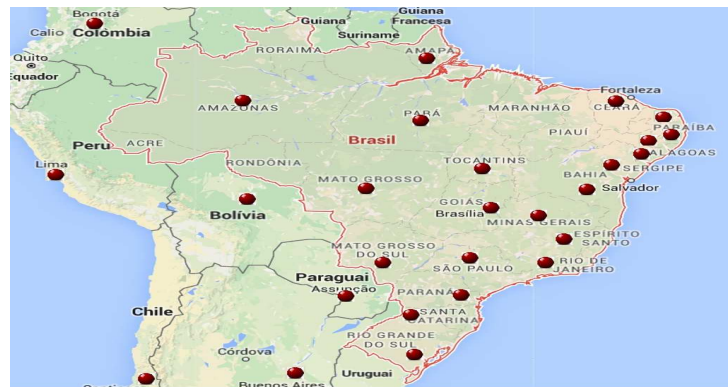 Bogotá
Calio
Colômbia
Guiana
Suriname
Guiana
Francesa
Quito
Equador
RORAIMA
AMAPÁ
AMAZONAS
PARÁ
MARANHÃO
Fortaleza
CEARÁ
PIAUÍ
PARAÍBA
ALAGOAS
SERGIPE
Brasil
Peru
ACRE
RONDÔNIA
Lima
TOCANTINS
MATO GROSSO
BAHIA
Salvador
Bolívia
GOIÁS
Brasília
MINAS GERAIS
ESPÍRITO
SANTO
MATO GROSSO
DO SUL
SÃO PAULO
RIO DE
JANEIRO
Paraguai
Assunção
PARANÁ
Chile
SANTA
CATARINA
RIO GRANDE
DO SUL
Córdova
Uruguai
Buenos Aires